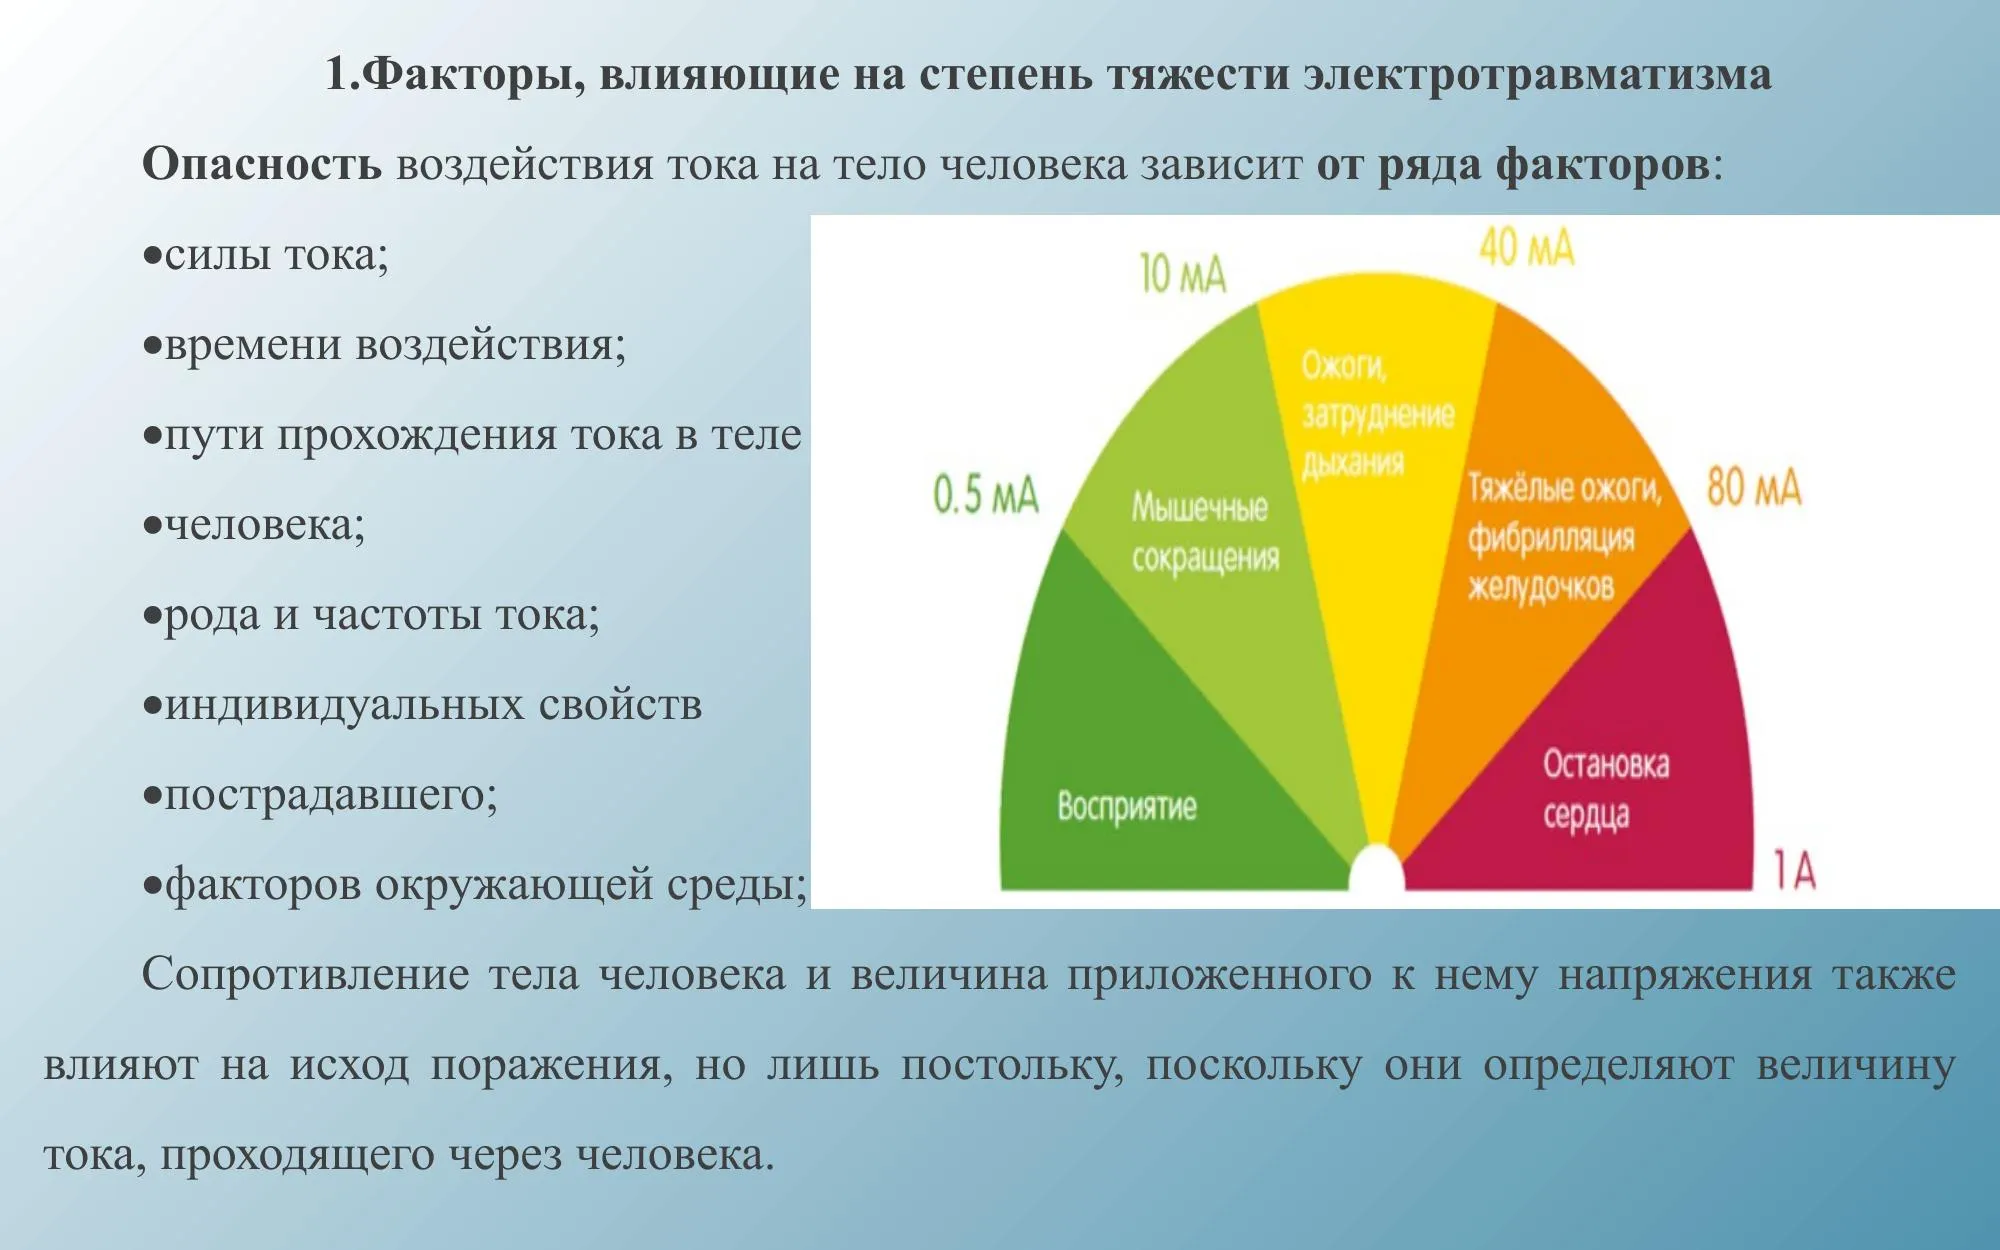 1.Факторы, влияющие на степень тяжести электротравматизма
Опасность воздействия тока на тело человека зависит от ряда факторов:
•силы тока;
•времени воздействия;
•пути прохождения тока в теле
•человека;
•рода и частоты тока;
•индивидуальных свойств
•пострадавшего;
•факторов окружающей среды;
0.5 мА
10 мА
40 мА
80 мА
1 А
Восприятие
Мышечные
сокращения
Ожоги,
затруднение
дыхания
Тяжёлые ожоги,
фибрилляция
желудочков
Остановка
сердца
Сопротивление тела человека и величина приложенного к нему напряжения также
влияют на исход поражения, но лишь постольку, поскольку они определяют величину
тока, проходящего через человека.